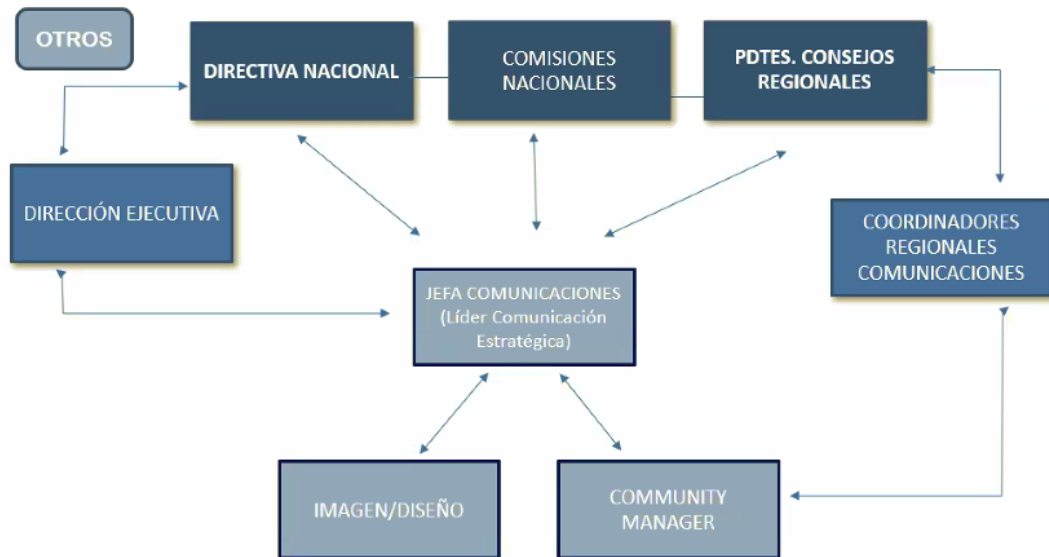 OTROS
DIRECTIVA NACIONAL
COMISIONES
NACIONALES
PDTES. CONSEJOS
REGIONALES
DIRECCIÓN EJECUTIVA
COORDINADORES
REGIONALES
COMUNICACIONES
JEFA COMUNICACIONES
(Líder Comunicación
Estratégica)
IMAGEN/DISEÑO
COMMUNITY
MANAGER